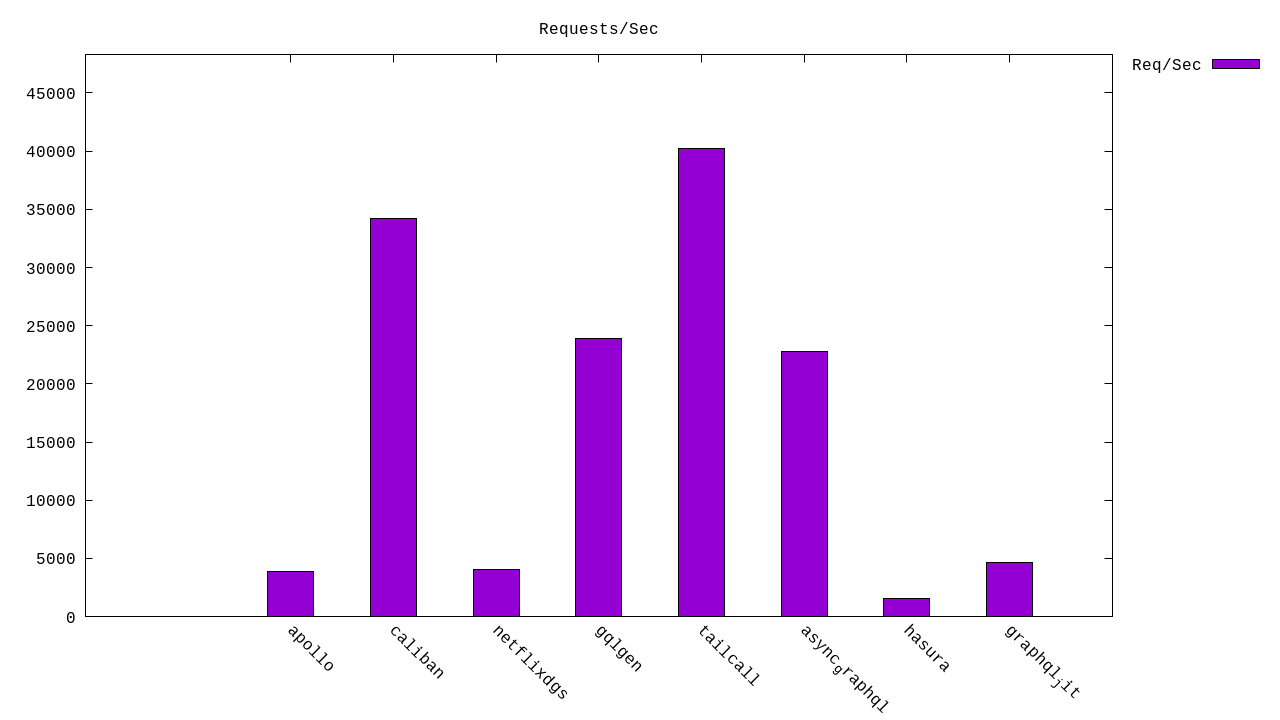 Requests/Sec
Req/Sec
45000
40000
35000
30000
25000
20000
15000
10000
5000
0
apollo
caliban
netflixdgs
gqlgen
tailcall
async_graphql
hasura
graphql_jit